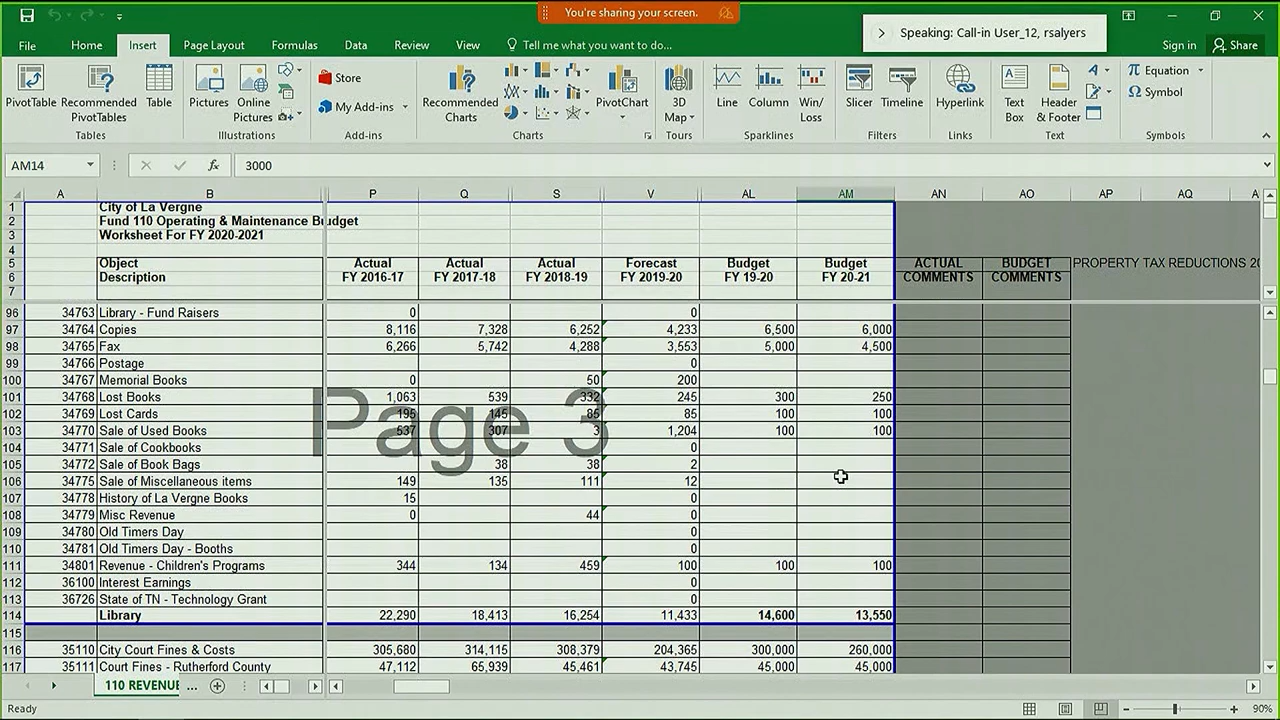 You're sharing your screen.
Speaking: Call-in User_12, rsalyers
File Home Insert Page Layout Formulas Data Review View Tell me what you want to do... Sign in Share
PivotTable Recommended PivotTables Table Pictures Online Pictures Store My Add-ins Recommended Charts PivotChart 3D Map Line Column Win/Loss Slicer Timeline Hyperlink Text Box Header & Footer Equation Symbol
Tables Illustrations Add-ins Charts Tours Sparklines Filters Links Text Symbols
AM14 fx 3000
A B P Q S V AL AM AN AO AP AQ A
1 City of La Vergne
2 Fund 110 Operating & Maintenance Budget
3 Worksheet For FY 2020-2021
4
5 Object Actual Actual Actual Forecast Budget Budget ACTUAL BUDGET PROPERTY TAX REDUCTIONS 20
6 Description FY 2016-17 FY 2017-18 FY 2018-19 FY 2019-20 FY 19-20 FY 20-21 COMMENTS COMMENTS
7
96 34763 Library - Fund Raisers 0 0
97 34764 Copies 8,116 7,328 6,252 4,233 6,500 6,000
98 34765 Fax 6,266 5,742 4,288 3,553 5,000 4,500
99 34766 Postage 0
100 34767 Memorial Books 0 50 200
101 34768 Lost Books 1,063 539 332 245 300 250
102 34769 Lost Cards 195 145 85 85 100 100
103 34770 Sale of Used Books 537 307 3 1,204 100 100
Page 3
104 34771 Sale of Cookbooks 0
105 34772 Sale of Book Bags 38 38 2
106 34775 Sale of Miscellaneous items 149 135 111 12
107 34778 History of La Vergne Books 15 0
108 34779 Misc Revenue 0 44 0
109 34780 Old Timers Day 0
110 34781 Old Timers Day - Booths 0
111 34801 Revenue - Children's Programs 344 134 459 100 100 100
112 36100 Interest Earnings 0
113 36726 State of TN - Technology Grant 0
114 Library 22,290 18,413 16,254 11,433 14,600 13,550
115
116 35110 City Court Fines & Costs 305,680 314,115 308,379 204,365 300,000 260,000
117 35111 Court Fines - Rutherford County 47,112 65,939 45,461 43,745 45,000 45,000
110 REVENUE ...
Ready 90%